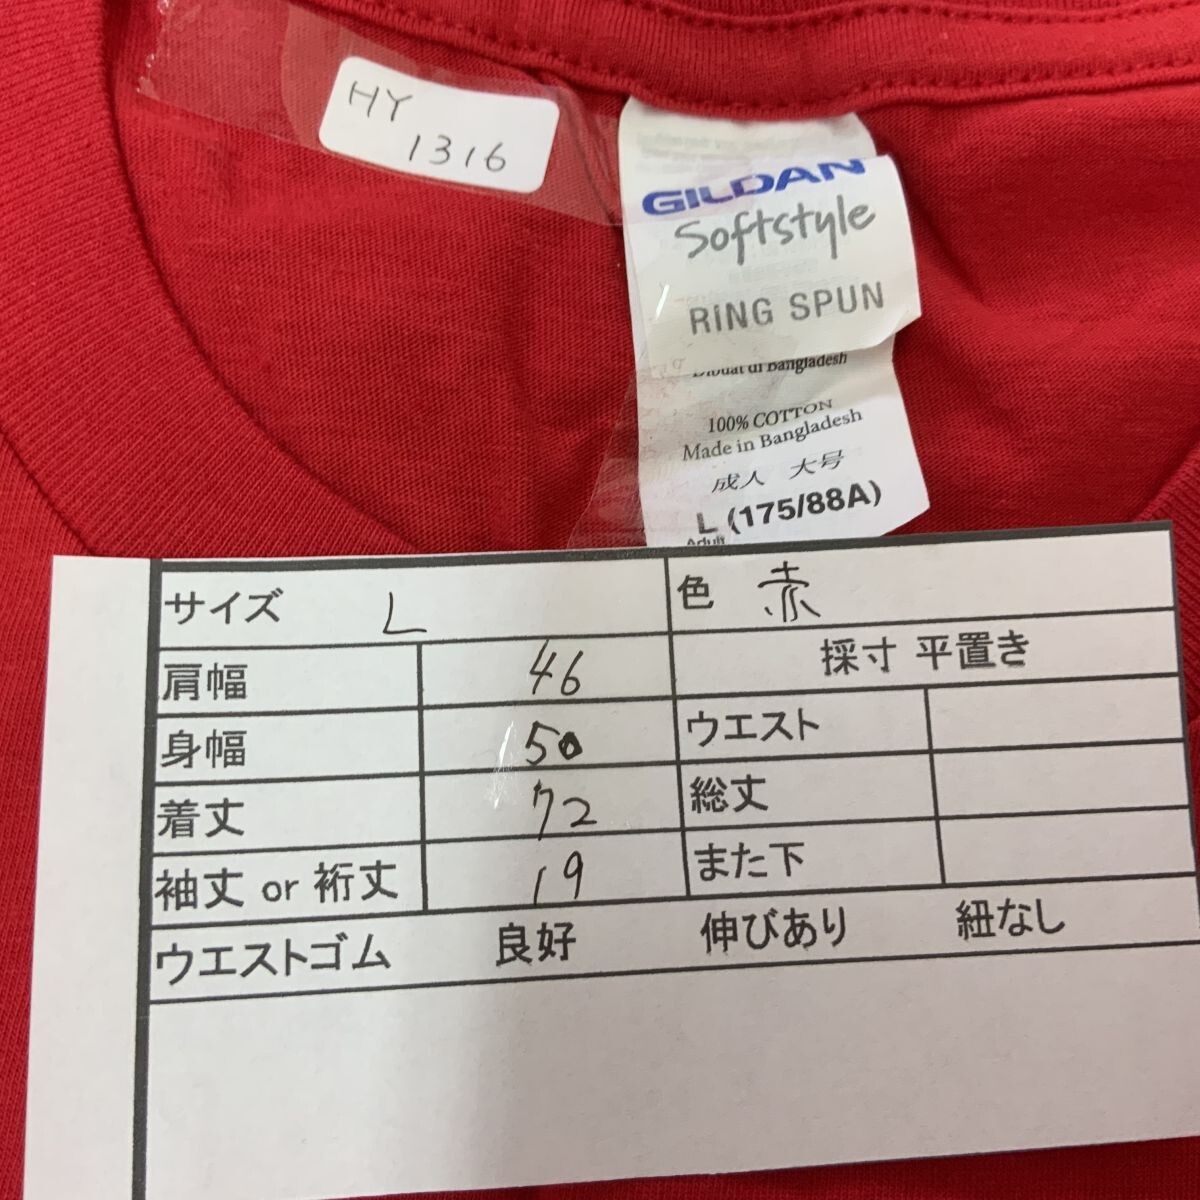 HY
1316
GILDAN
Softstyle
RING SPUN
Dibuat di Bangladesh
100% COTTON
Made in Bangladesh
成人 大号
L (175/88A)
Adult
サイズ L 色 赤
肩幅 46 採寸 平置き
身幅 50 ウエスト
着丈 72 総丈
袖丈 or 裄丈 19 また下
ウエストゴム 良好 伸びあり 紐なし